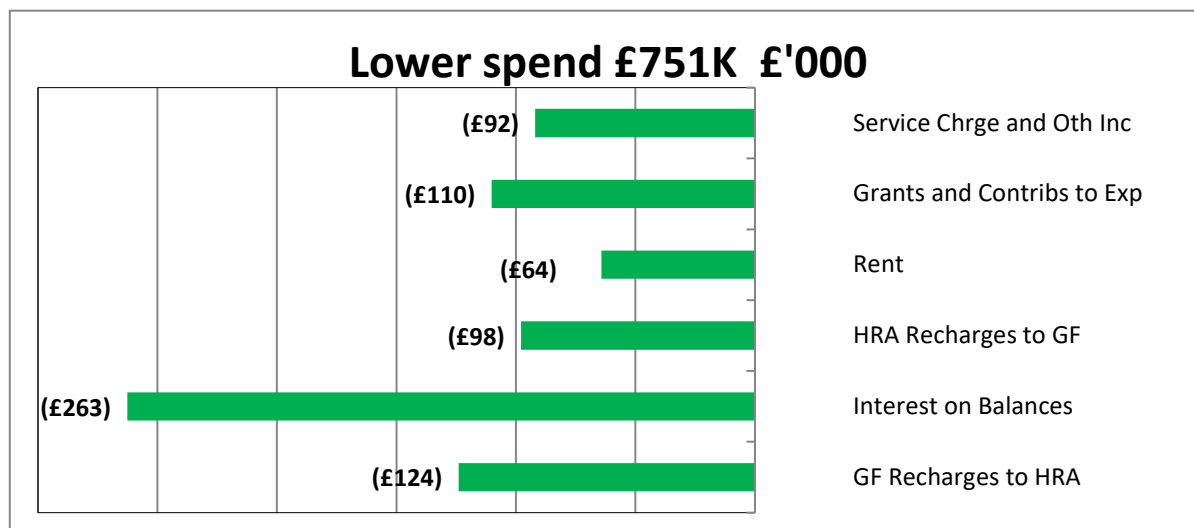 Lower spend £751K £'000
(£92) Service Chrge and Oth Inc
(£110) Grants and Contribs to Exp
(£64) Rent
(£98) HRA Recharges to GF
(£263) Interest on Balances
(£124) GF Recharges to HRA